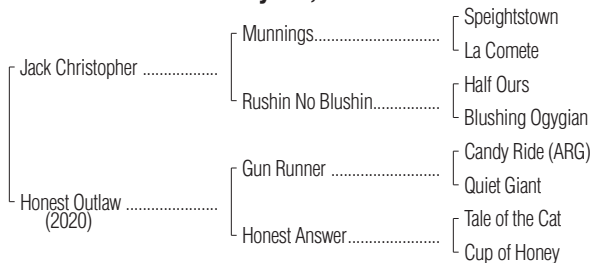 Speightstown
Munnings
La Comete
Jack Christopher
Half Ours
Rushin No Blushin
Blushing Ogygian
Candy Ride (ARG)
Gun Runner
Quiet Giant
Honest Outlaw
(2020)
Tale of the Cat
Honest Answer
Cup of Honey